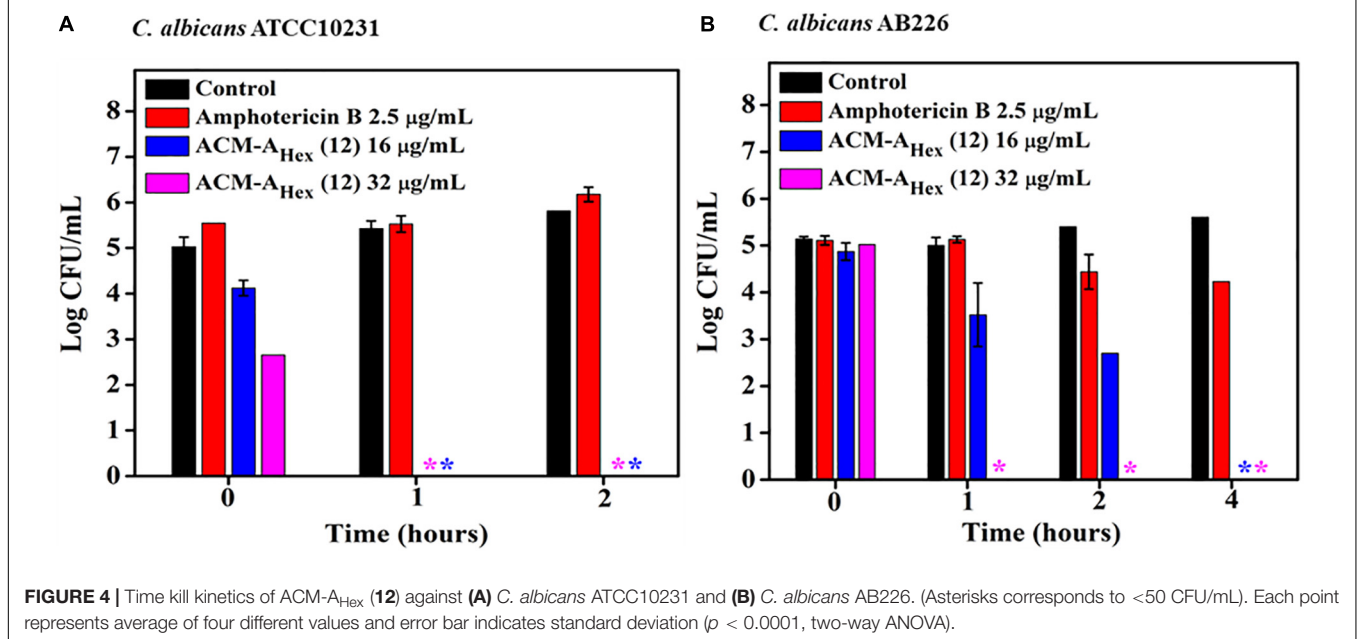 A
C. albicans ATCC10231
Control
Amphotericin B 2.5 μg/mL
ACM-A_Hex (12) 16 μg/mL
ACM-A_Hex (12) 32 μg/mL
Log CFU/mL
8
7
6
5
4
3
2
1
0
* *
* *
0 1 2
Time (hours)
B
C. albicans AB226
Control
Amphotericin B 2.5 μg/mL
ACM-A_Hex (12) 16 μg/mL
ACM-A_Hex (12) 32 μg/mL
Log CFU/mL
8
7
6
5
4
3
2
1
0
*
*
* *
0 1 2 4
Time (hours)
FIGURE 4 | Time kill kinetics of ACM-A_Hex (12) against (A) C. albicans ATCC10231 and (B) C. albicans AB226. (Asterisks corresponds to <50 CFU/mL). Each point
represents average of four different values and error bar indicates standard deviation (p < 0.0001, two-way ANOVA).